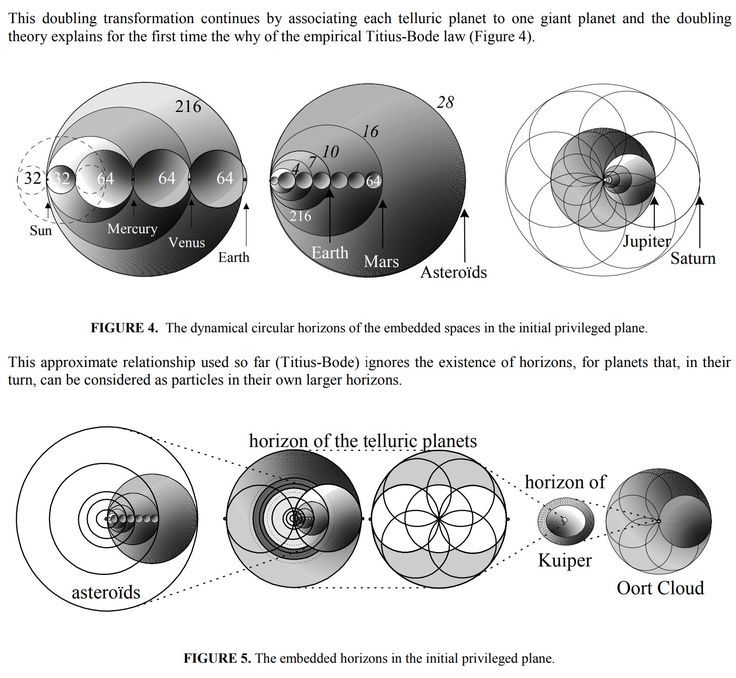 This doubling transformation continues by associating each telluric planet to one giant planet and the doubling
theory explains for the first time the why of the empirical Titius-Bode law (Figure 4).
216
28
16
10
7
4
32
32
64
64
64
64
216
Sun
Mercury
Venus
Earth
Earth
Mars
Asteroïds
Jupiter
Saturn
FIGURE 4. The dynamical circular horizons of the embedded spaces in the initial privileged plane.
This approximate relationship used so far (Titius-Bode) ignores the existence of horizons, for planets that, in their
turn, can be considered as particles in their own larger horizons.
horizon of the telluric planets
horizon of
Kuiper
Oort Cloud
asteroïds
FIGURE 5. The embedded horizons in the initial privileged plane.